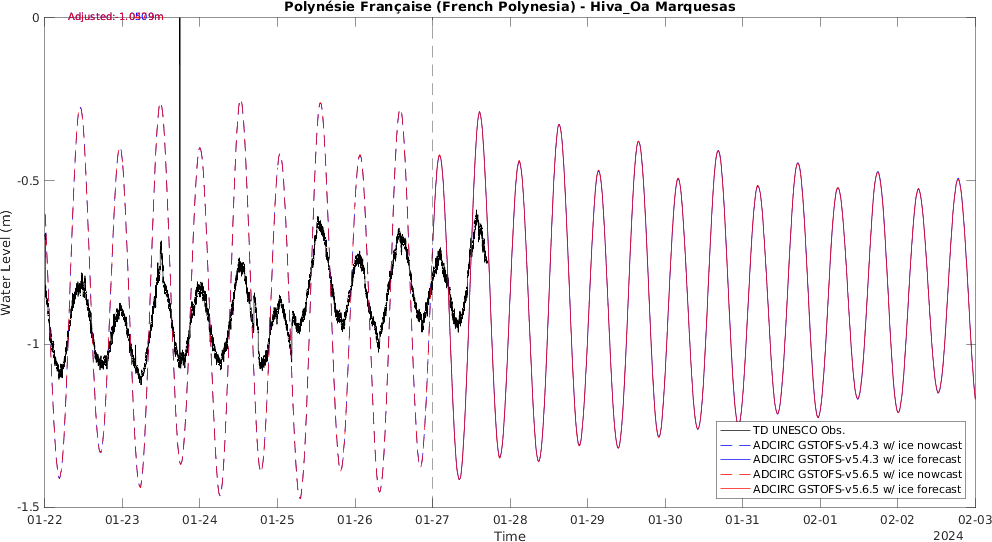 Polynésie Française (French Polynesia) - Hiva_Oa Marquesas
0
-0.5
-1
-1.5
Water Level (m)
01-22
01-23
01-24
01-25
01-26
01-27
01-28
01-29
01-30
01-31
02-01
02-02
02-03
2024
Time
TD UNESCO Obs.
ADCIRC GSTOFS-v5.4.3 w/ ice nowcast
ADCIRC GSTOFS-v5.4.3 w/ ice forecast
ADCIRC GSTOFS-v5.6.5 w/ ice nowcast
ADCIRC GSTOFS-v5.6.5 w/ ice forecast